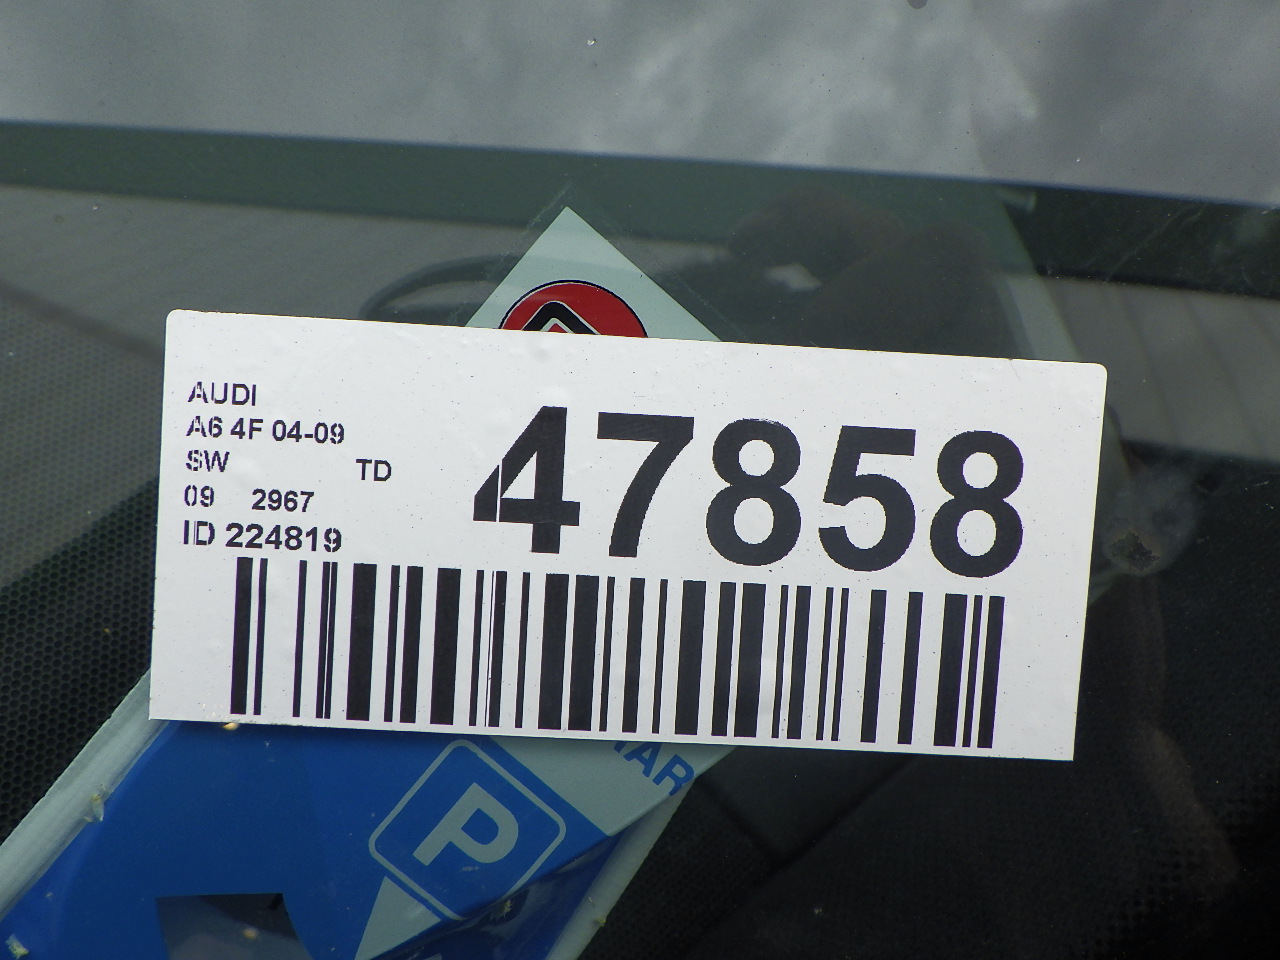 AUDI
A6 4F 04-09
SW TD
09 2967
ID 224819
47858
P